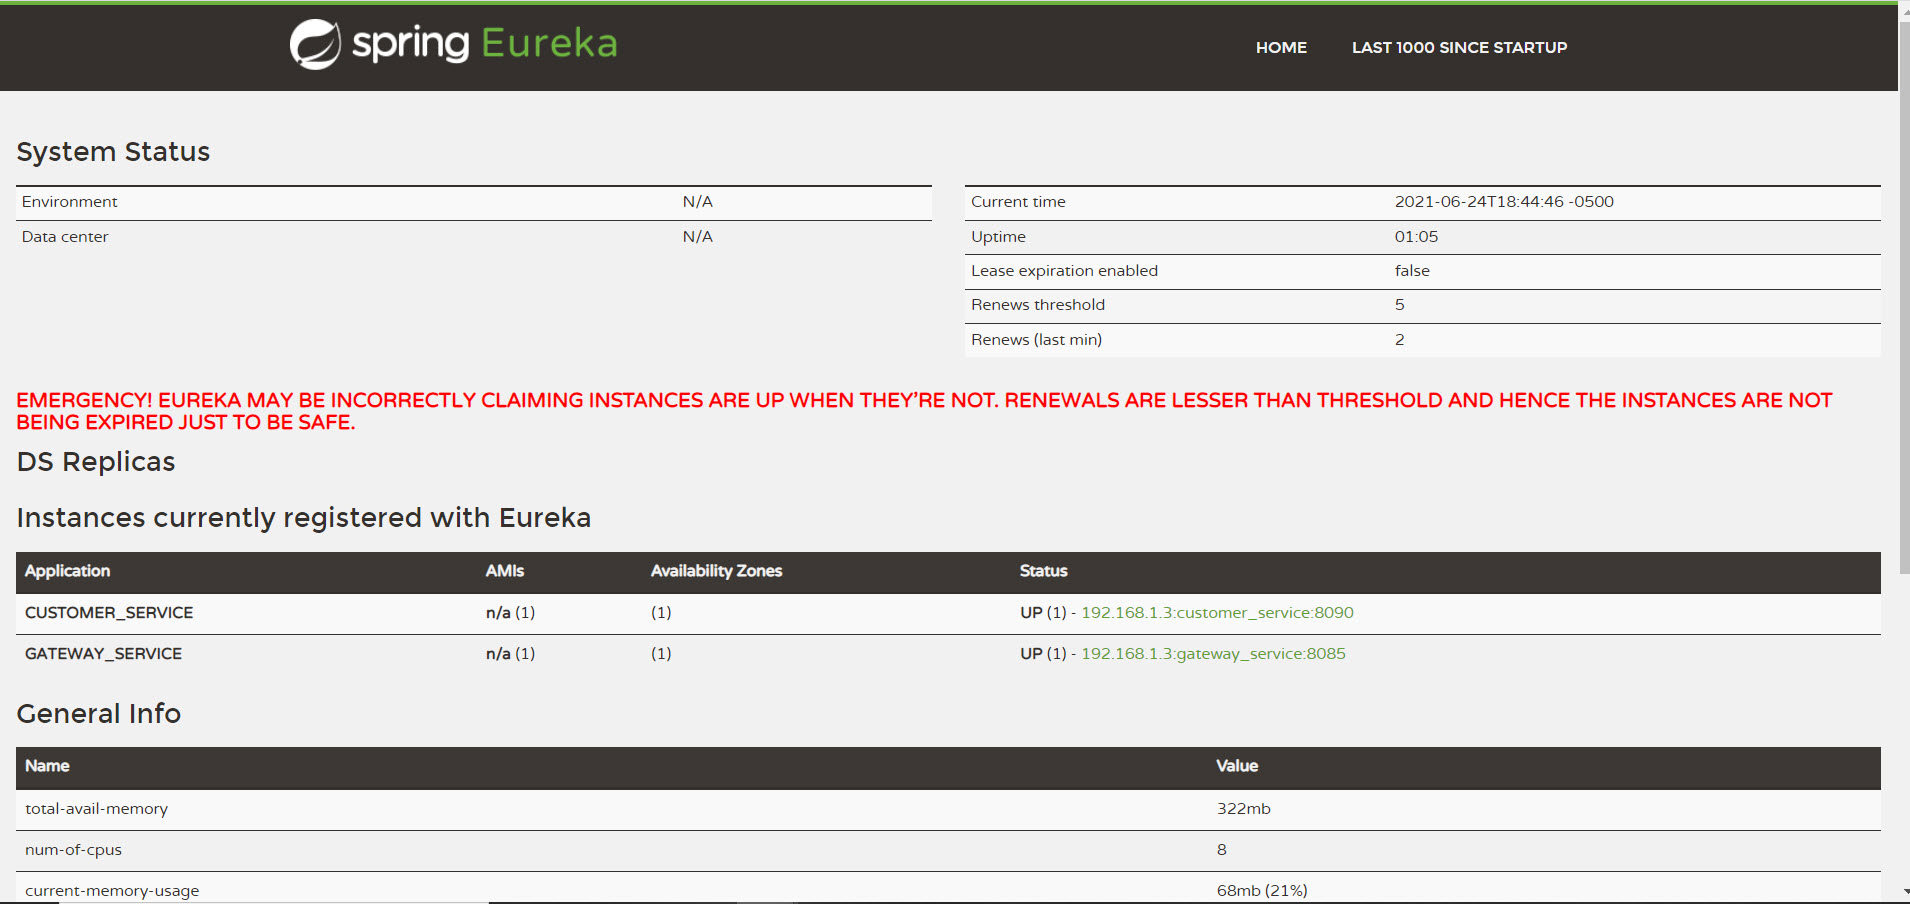 spring Eureka
HOME LAST 1000 SINCE STARTUP
System Status
Environment N/A
Data center N/A
Current time 2021-06-24T18:44:46 -0500
Uptime 01:05
Lease expiration enabled false
Renews threshold 5
Renews (last min) 2
EMERGENCY! EUREKA MAY BE INCORRECTLY CLAIMING INSTANCES ARE UP WHEN THEY'RE NOT. RENEWALS ARE LESSER THAN THRESHOLD AND HENCE THE INSTANCES ARE NOT
BEING EXPIRED JUST TO BE SAFE.
DS Replicas
Instances currently registered with Eureka
Application AMIs Availability Zones Status
CUSTOMER_SERVICE n/a (1) (1) UP (1) - 192.168.1.3:customer_service:8090
GATEWAY_SERVICE n/a (1) (1) UP (1) - 192.168.1.3:gateway_service:8085
General Info
Name Value
total-avail-memory 322mb
num-of-cpus 8
current-memory-usage 68mb (21%)